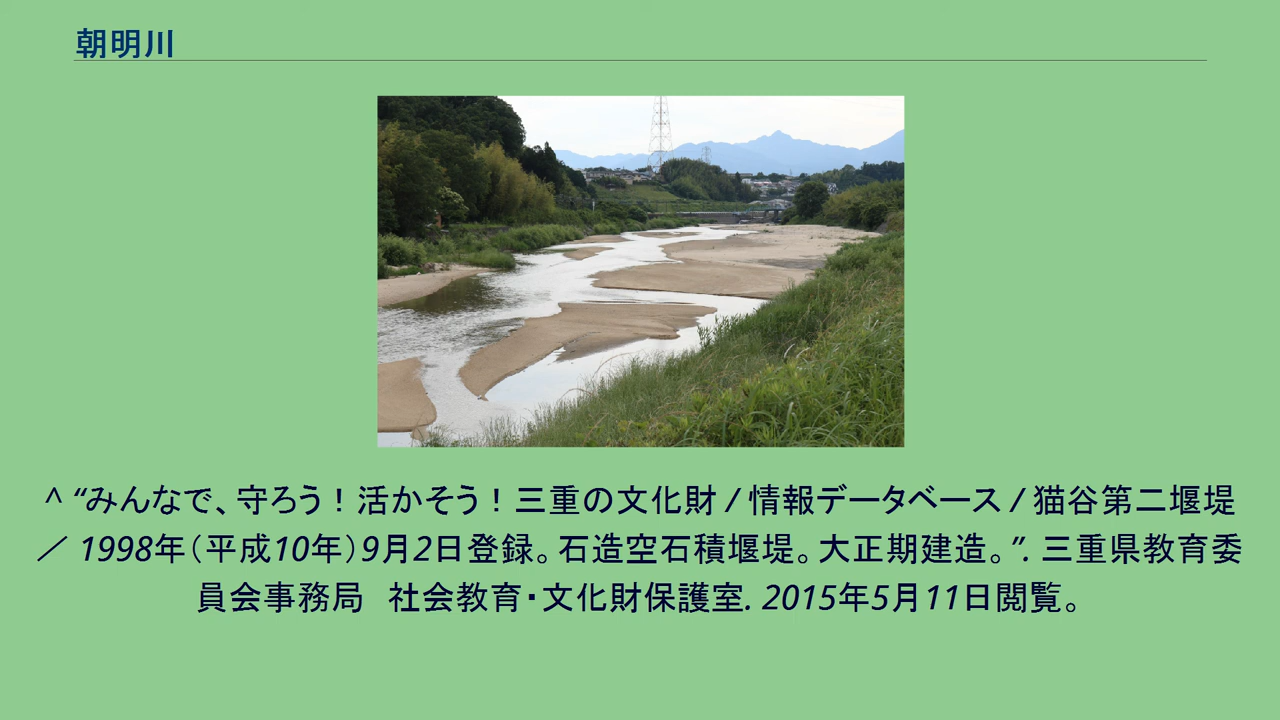 朝明川
^ “みんなで、守ろう！活かそう！三重の文化財 / 情報データベース / 猫谷第二堰堤
／ 1998年（平成10年）9月2日登録。石造空石積堰堤。大正期建造。”. 三重県教育委
員会事務局　社会教育・文化財保護室. 2015年5月11日閲覧。